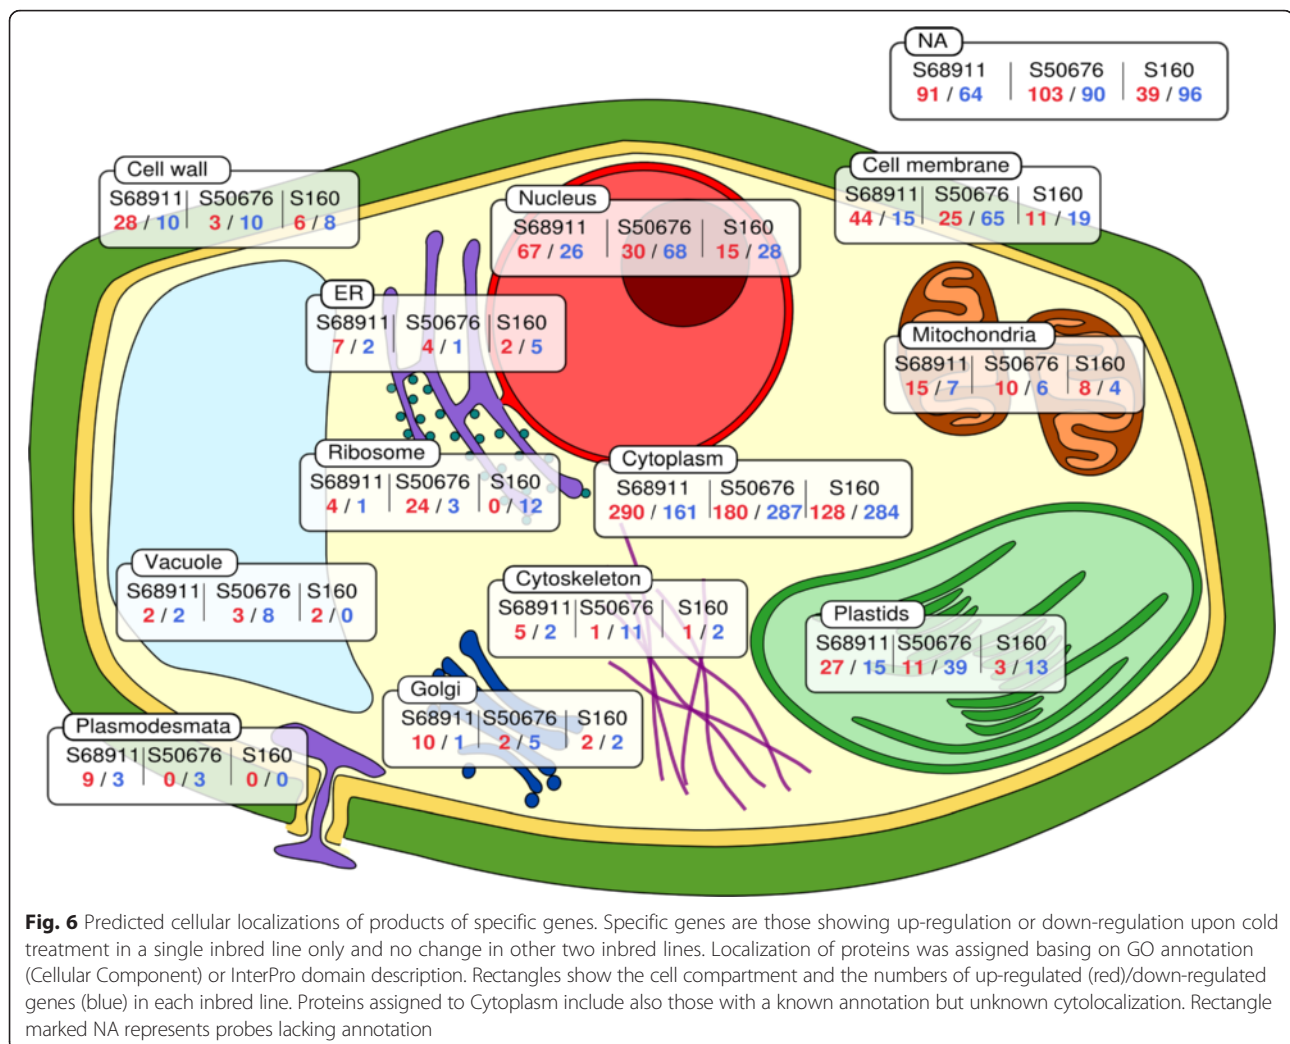 NA
S68911 S50676 S160
91 / 64 103 / 90 39 / 96
Cell wall
S68911 S50676 S160
28 / 10 3 / 10 6 / 8
Nucleus
S68911 S50676 S160
67 / 26 30 / 68 15 / 28
Cell membrane
S68911 S50676 S160
44 / 15 25 / 65 11 / 19
ER
S68911 S50676 S160
7 / 2 4 / 1 2 / 5
Mitochondria
S68911 S50676 S160
15 / 7 10 / 6 8 / 4
Ribosome
S68911 S50676 S160
4 / 1 24 / 3 0 / 12
Cytoplasm
S68911 S50676 S160
290 / 161 180 / 287 128 / 284
Vacuole
S68911 S50676 S160
2 / 2 3 / 8 2 / 0
Cytoskeleton
S68911 S50676 S160
5 / 2 1 / 11 1 / 2
Plastids
S68911 S50676 S160
27 / 15 11 / 39 3 / 13
Golgi
S68911 S50676 S160
10 / 1 2 / 5 2 / 2
Plasmodesmata
S68911 S50676 S160
9 / 3 0 / 3 0 / 0
Fig. 6 Predicted cellular localizations of products of specific genes. Specific genes are those showing up-regulation or down-regulation upon cold
treatment in a single inbred line only and no change in other two inbred lines. Localization of proteins was assigned basing on GO annotation
(Cellular Component) or InterPro domain description. Rectangles show the cell compartment and the numbers of up-regulated (red)/down-regulated
genes (blue) in each inbred line. Proteins assigned to Cytoplasm include also those with a known annotation but unknown cytolocalization. Rectangle
marked NA represents probes lacking annotation